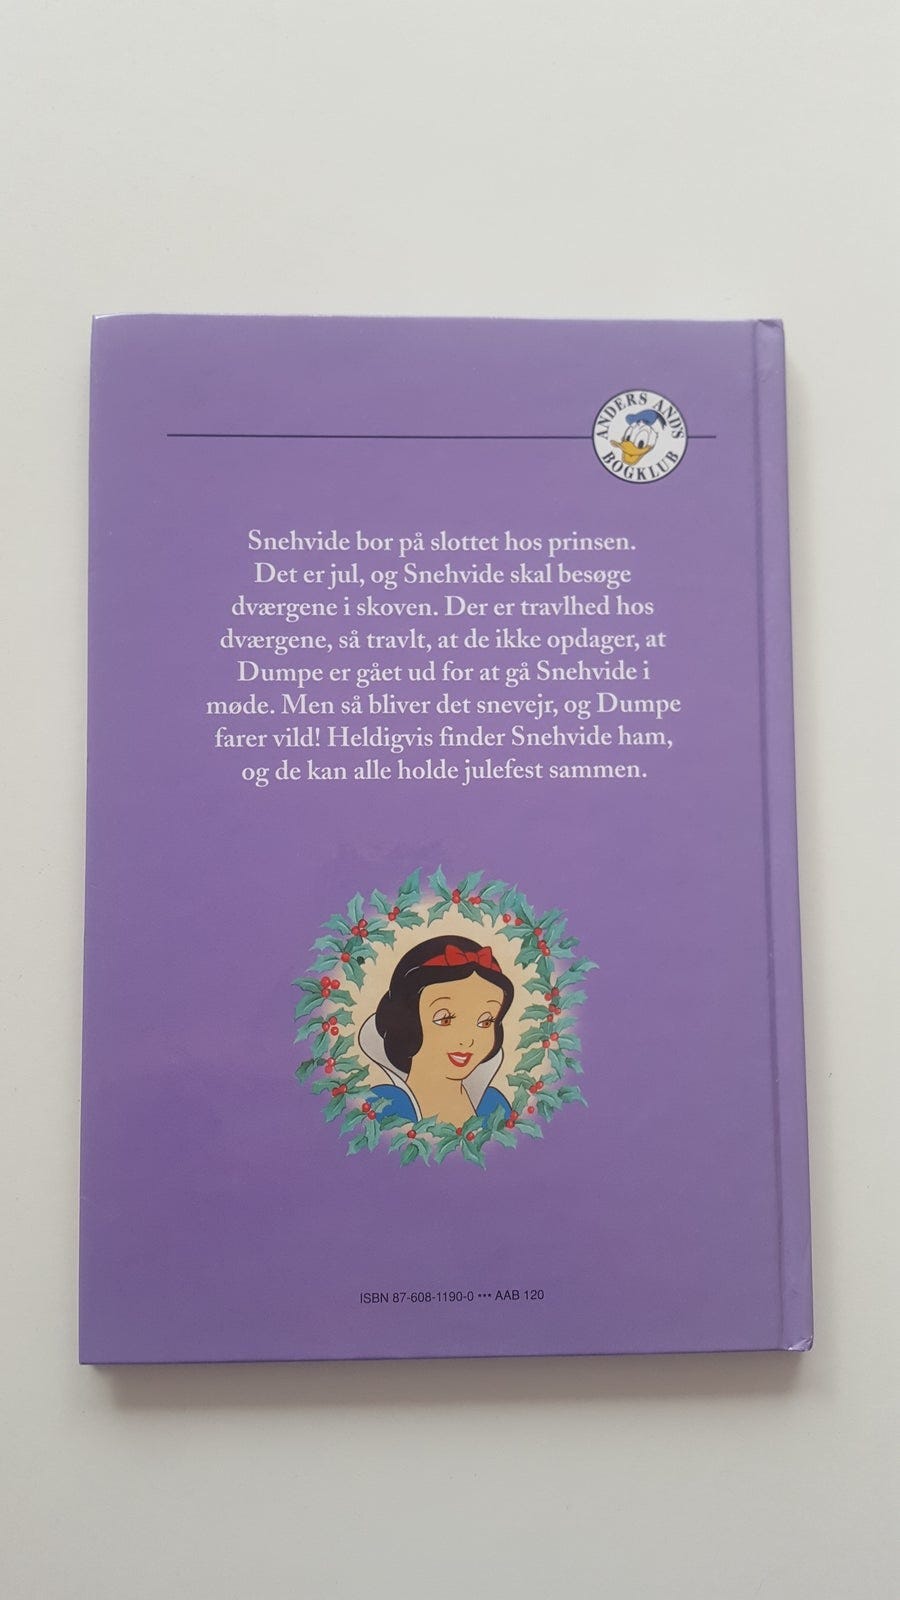 ANDERS AND'S
BOGKLUB
Snehvide bor på slottet hos prinsen.
Det er jul, og Snehvide skal besøge
dværgene i skoven. Der er travlhed hos
dværgene, så travlt, at de ikke opdager, at
Dumpe er gået ud for at gå Snehvide i
møde. Men så bliver det snevejr, og Dumpe
farer vild! Heldigvis finder Snehvide ham,
og de kan alle holde julefest sammen.
ISBN 87-608-1190-0 *** AAB 120